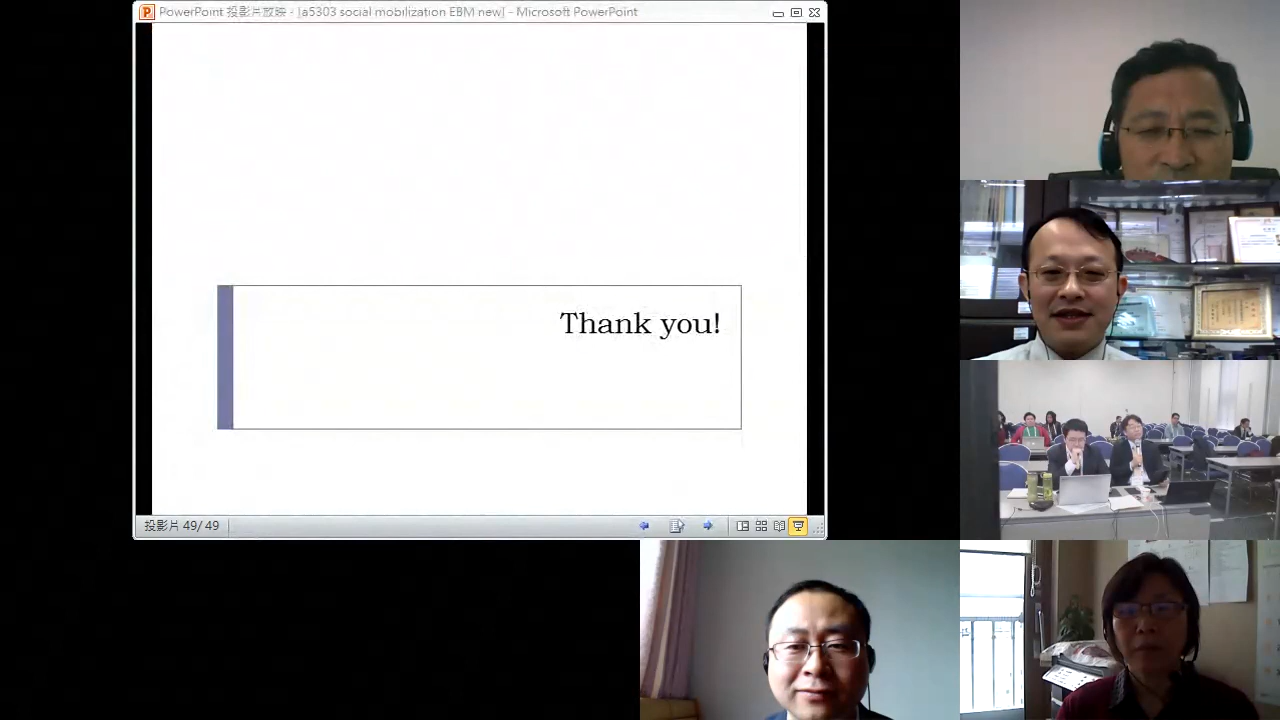 PowerPoint 投影片放映 - [a5303 social mobilization EBM new] - Microsoft PowerPoint
Thank you!
投影片 49/ 49